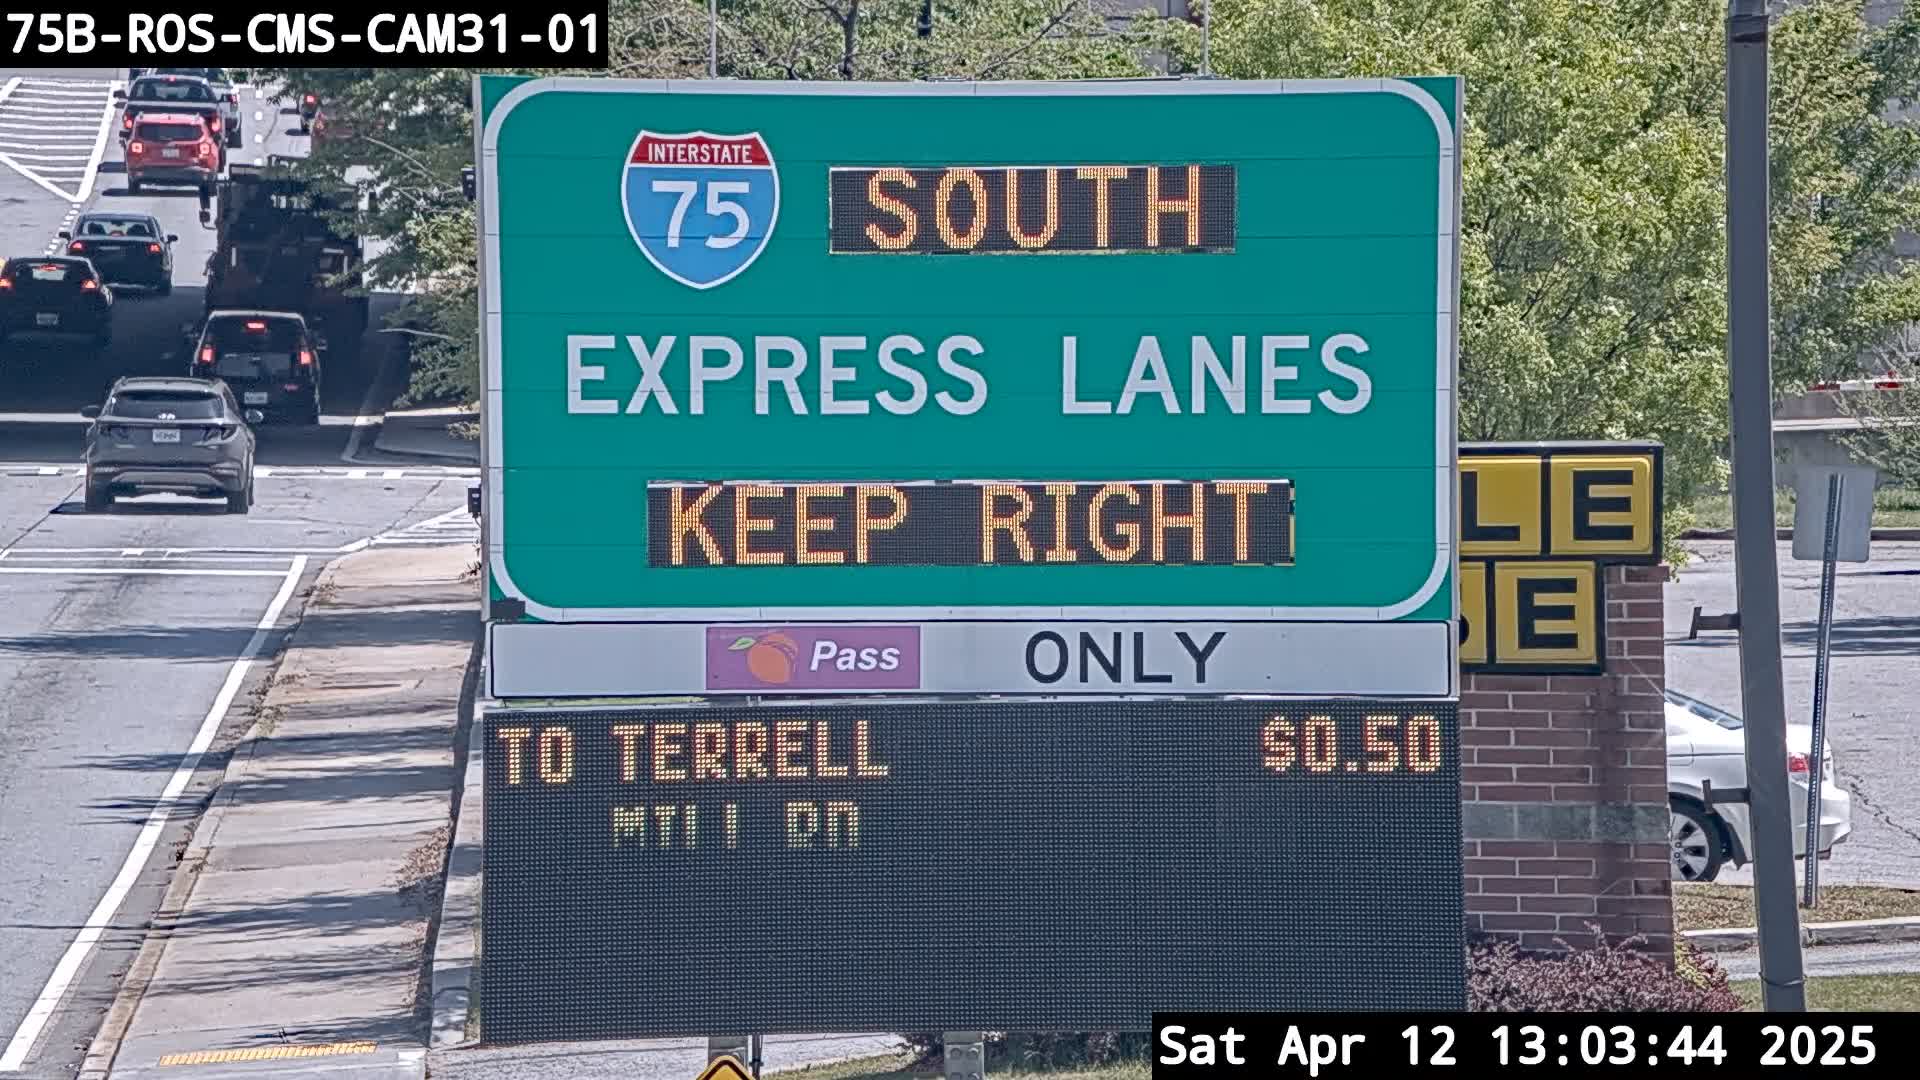 75B-ROS-CMS-CAM31-01
INTERSTATE
75
SOUTH
EXPRESS LANES
KEEP RIGHT
Pass ONLY
TO TERRELL $0.50
LE
E
Sat Apr 12 13:03:44 2025